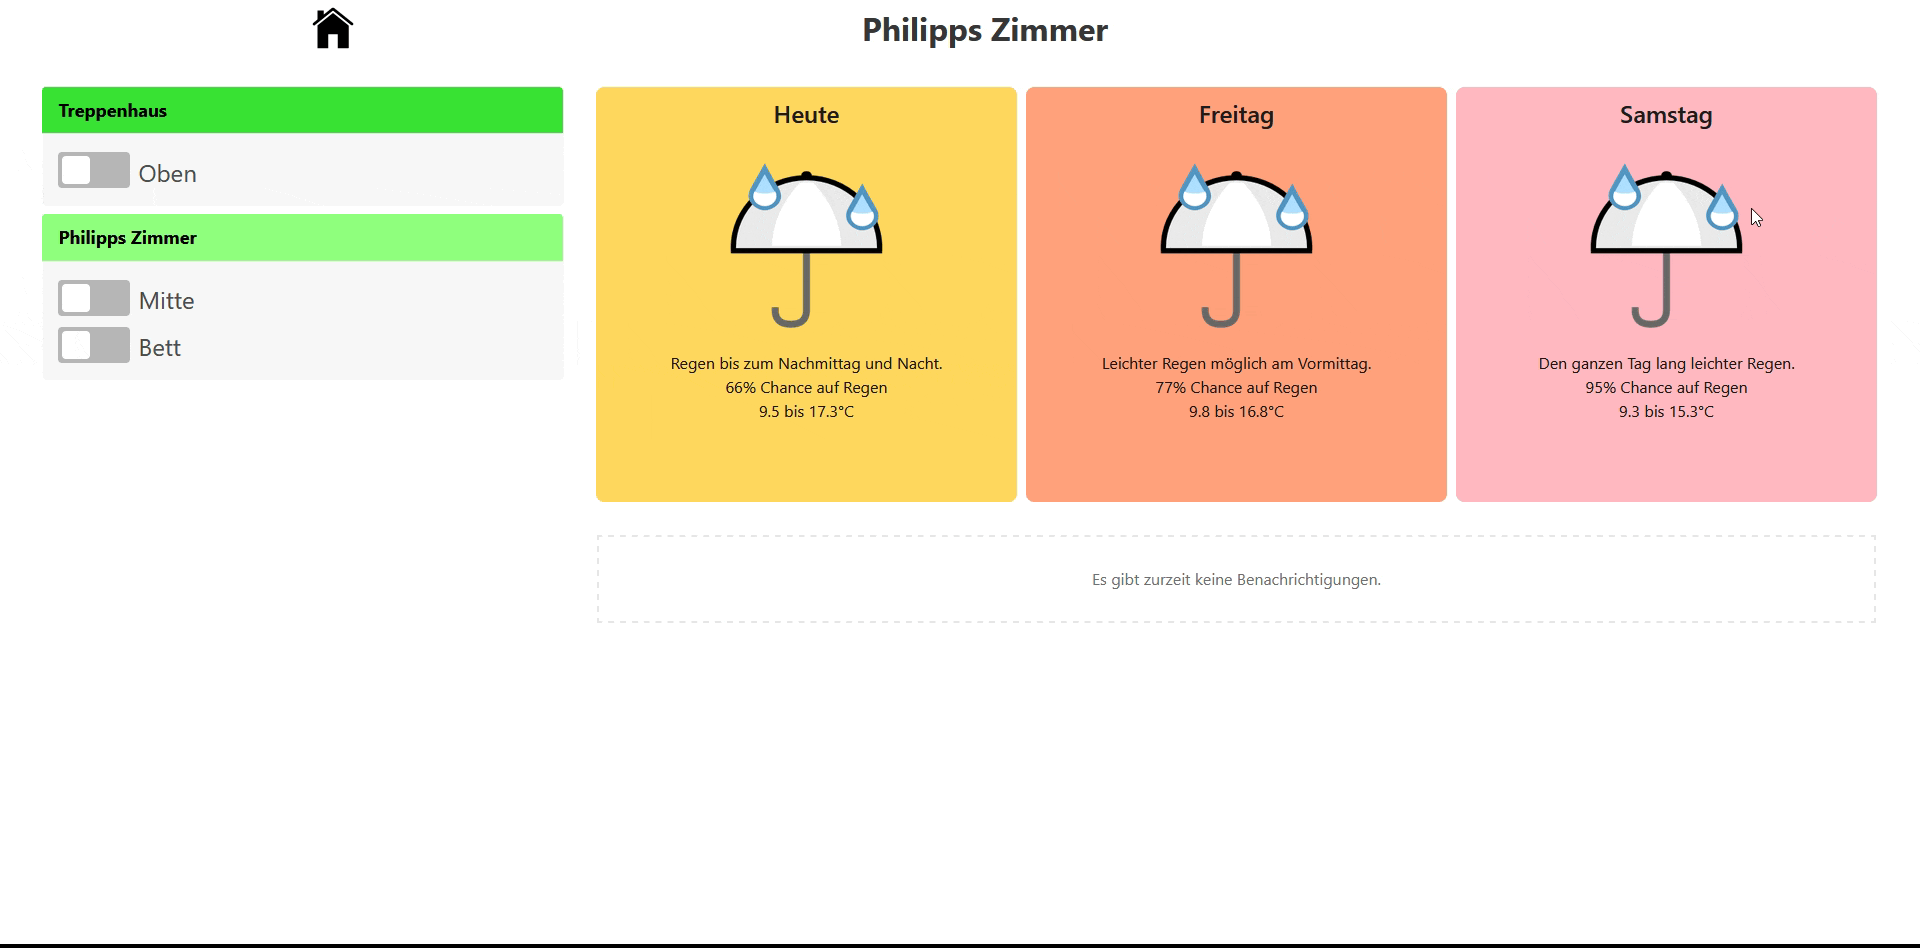 Philipps Zimmer
Treppenhaus
Oben
Philipps Zimmer
Mitte
Bett
Heute
Regen bis zum Nachmittag und Nacht.
66% Chance auf Regen
9.5 bis 17.3°C
Freitag
Leichter Regen möglich am Vormittag.
77% Chance auf Regen
9.8 bis 16.8°C
Samstag
Den ganzen Tag lang leichter Regen.
95% Chance auf Regen
9.3 bis 15.3°C
Es gibt zurzeit keine Benachrichtigungen.